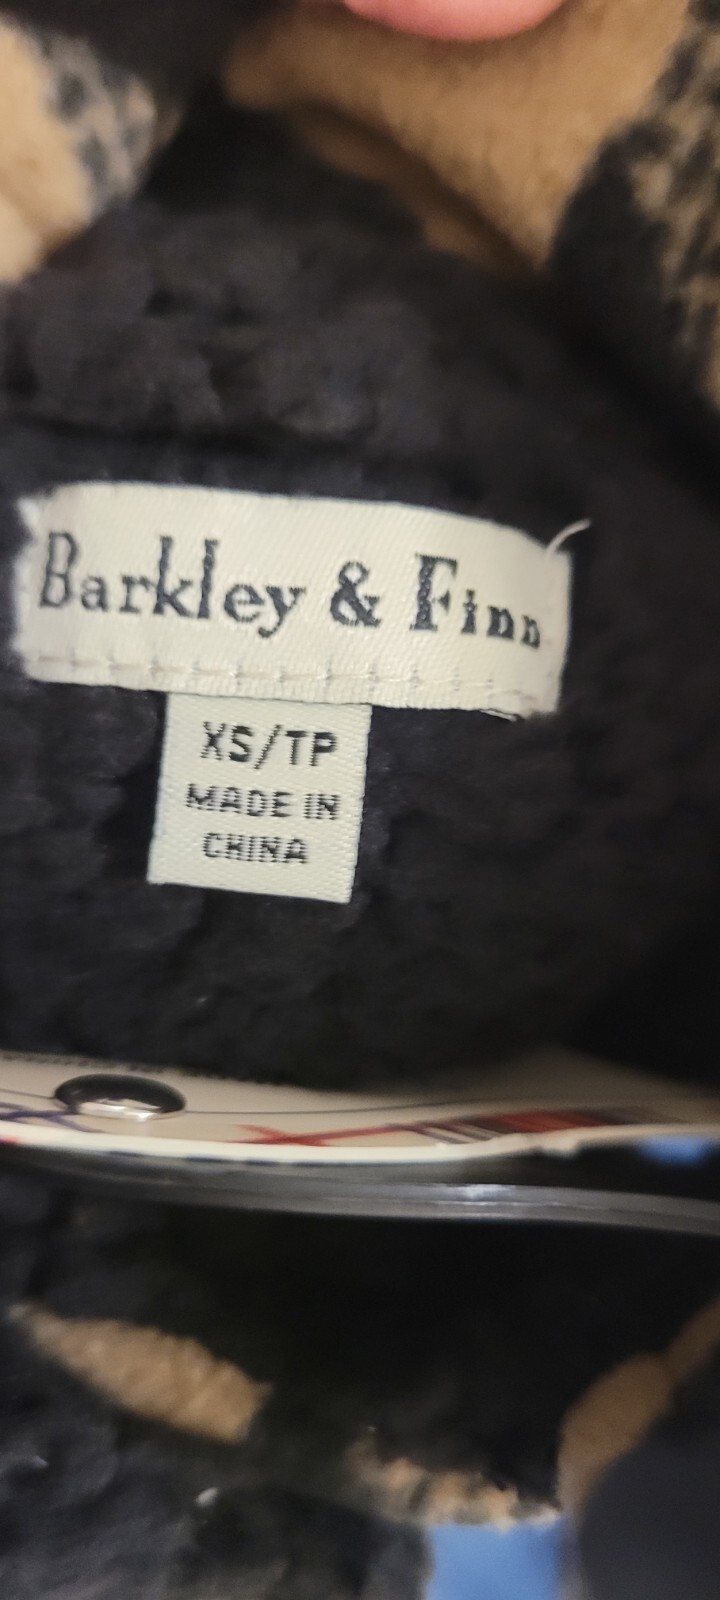 Barkley & Finn
XS/TP
MADE IN
CHINA